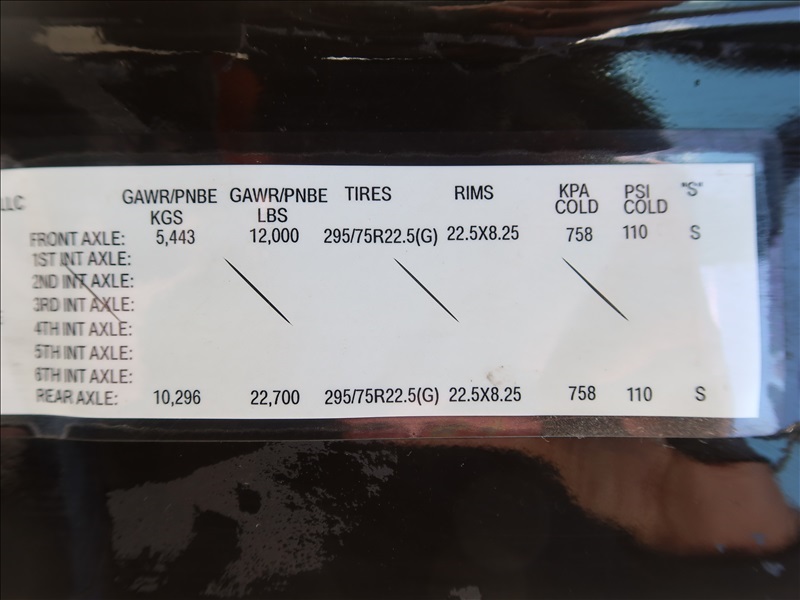 LLC GAWR/PNBE KGS GAWR/PNBE LBS TIRES RIMS KPA COLD PSI COLD "S"
FRONT AXLE: 5,443 12,000 295/75R22.5(G) 22.5X8.25 758 110 S
1ST INT AXLE:
2ND INT AXLE:
3RD INT AXLE:
4TH INT AXLE:
5TH INT AXLE:
6TH INT AXLE:
REAR AXLE: 10,296 22,700 295/75R22.5(G) 22.5X8.25 758 110 S